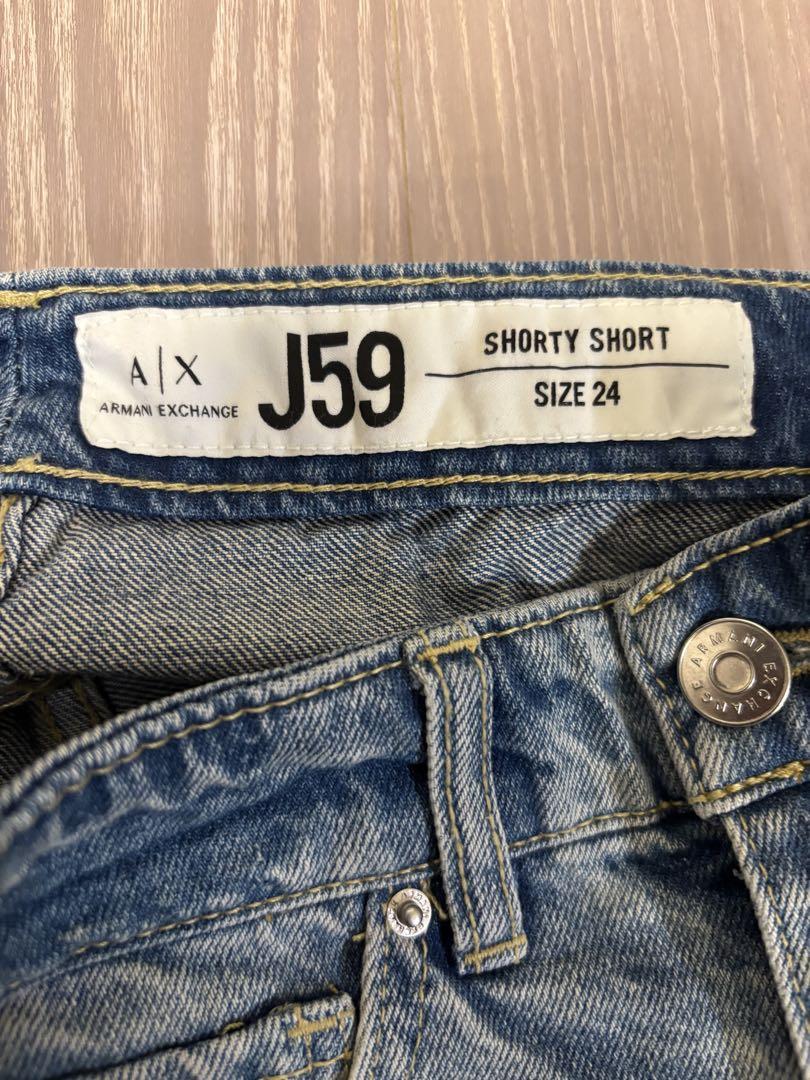 A|X
ARMANI EXCHANGE
J59
SHORTY SHORT
SIZE 24
ARMANI EXCHANGE